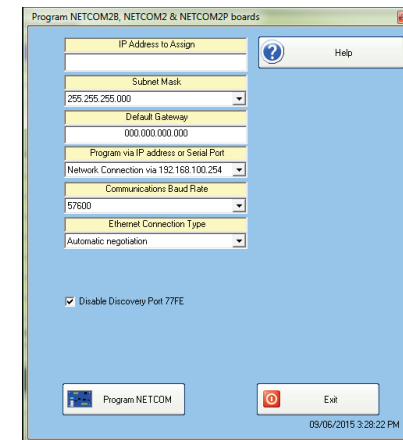 Program NETCOM2B, NETCOM2 & NETCOM2P boards
IP Address to Assign
Help
Subnet Mask
255.255.255.000
Default Gateway
000.000.000.000
Program via IP address or Serial Port
Network Connection via 192.168.100.254
Communications Baud Rate
57600
Ethernet Connection Type
Automatic negotiation
Disable Discovery Port 77FE
Program NETCOM
Exit
09/06/2015 3:28:22 PM